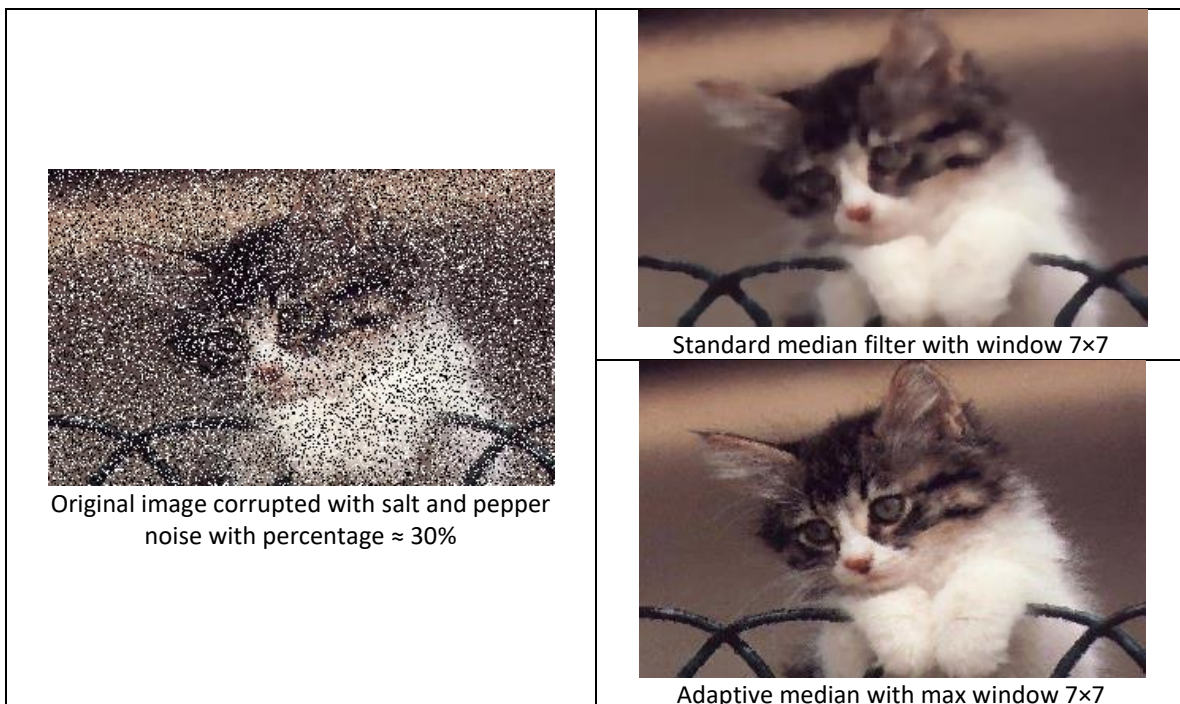 Standard median filter with window 7×7
Original image corrupted with salt and pepper
noise with percentage ≈ 30%
Adaptive median with max window 7×7